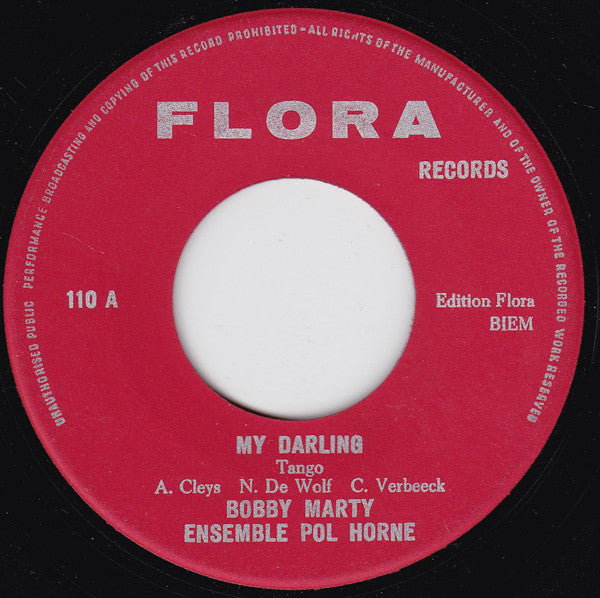 UNAUTHORISED PUBLIC PERFORMANCE BROADCASTING AND COPYING OF THIS RECORD PROHIBITED - ALL RIGHTS OF THE MANUFACTURER AND OF THE OWNER OF THE RECORDED WORK RESERVED
FLORA
RECORDS
110 A
Edition Flora
BIEM
MY DARLING
Tango
A. Cleys N. De Wolf C. Verbeeck
BOBBY MARTY
ENSEMBLE POL HORNE